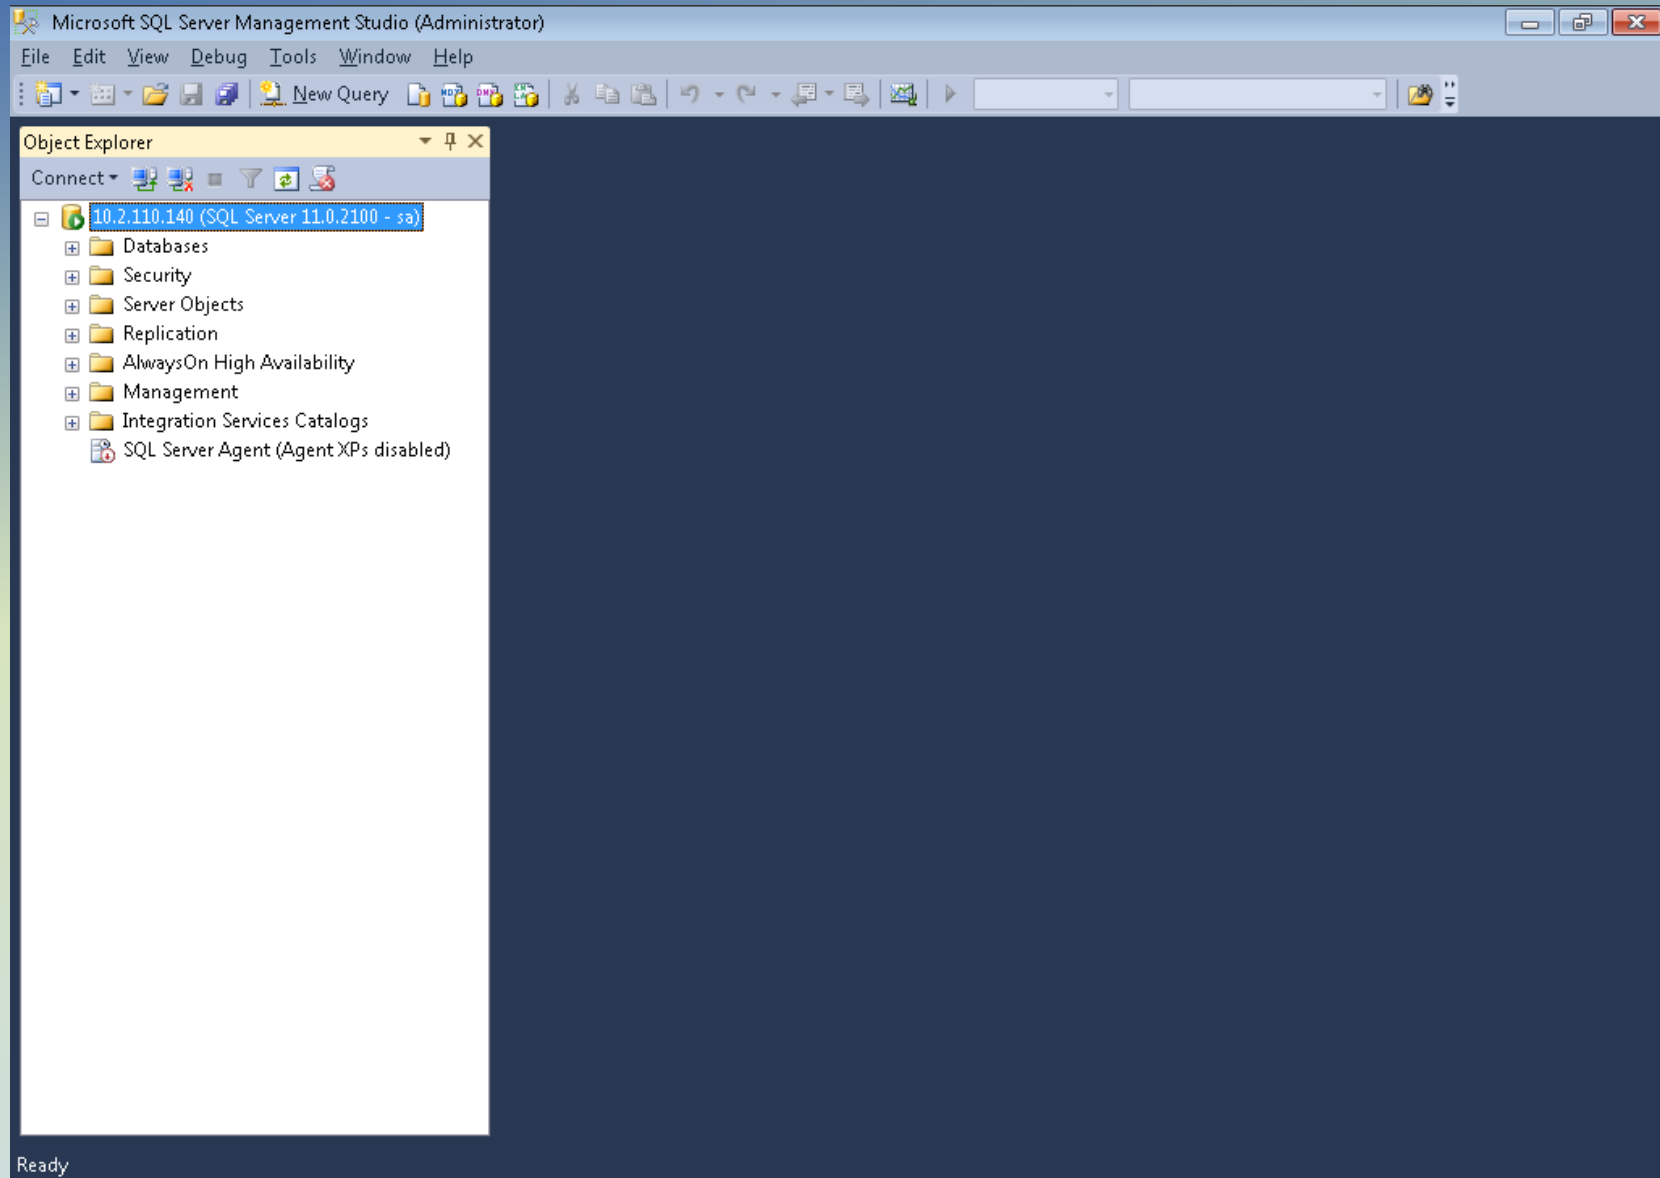 Microsoft SQL Server Management Studio (Administrator)
File Edit View Debug Tools Window Help
New Query
Object Explorer
Connect
10.2.110.140 (SQL Server 11.0.2100 - sa)
Databases
Security
Server Objects
Replication
AlwaysOn High Availability
Management
Integration Services Catalogs
SQL Server Agent (Agent XPs disabled)
Ready